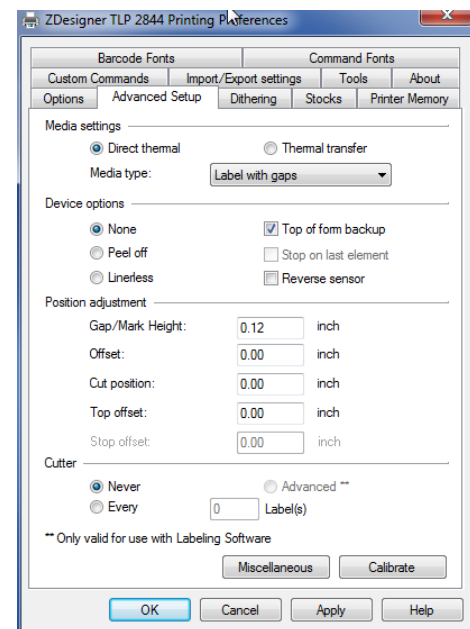 ZDesigner TLP 2844 Printing Preferences
Barcode Fonts Command Fonts
Custom Commands Import/Export settings Tools About
Options Advanced Setup Dithering Stocks Printer Memory
Media settings
Direct thermal Thermal transfer
Media type: Label with gaps
Device options
None Top of form backup
Peel off Stop on last element
Linerless Reverse sensor
Position adjustment
Gap/Mark Height: 0.12 inch
Offset: 0.00 inch
Cut position: 0.00 inch
Top offset: 0.00 inch
Stop offset: 0.00 inch
Cutter
Never Advanced **
Every 0 Label(s)
** Only valid for use with Labeling Software
Miscellaneous Calibrate
OK Cancel Apply Help